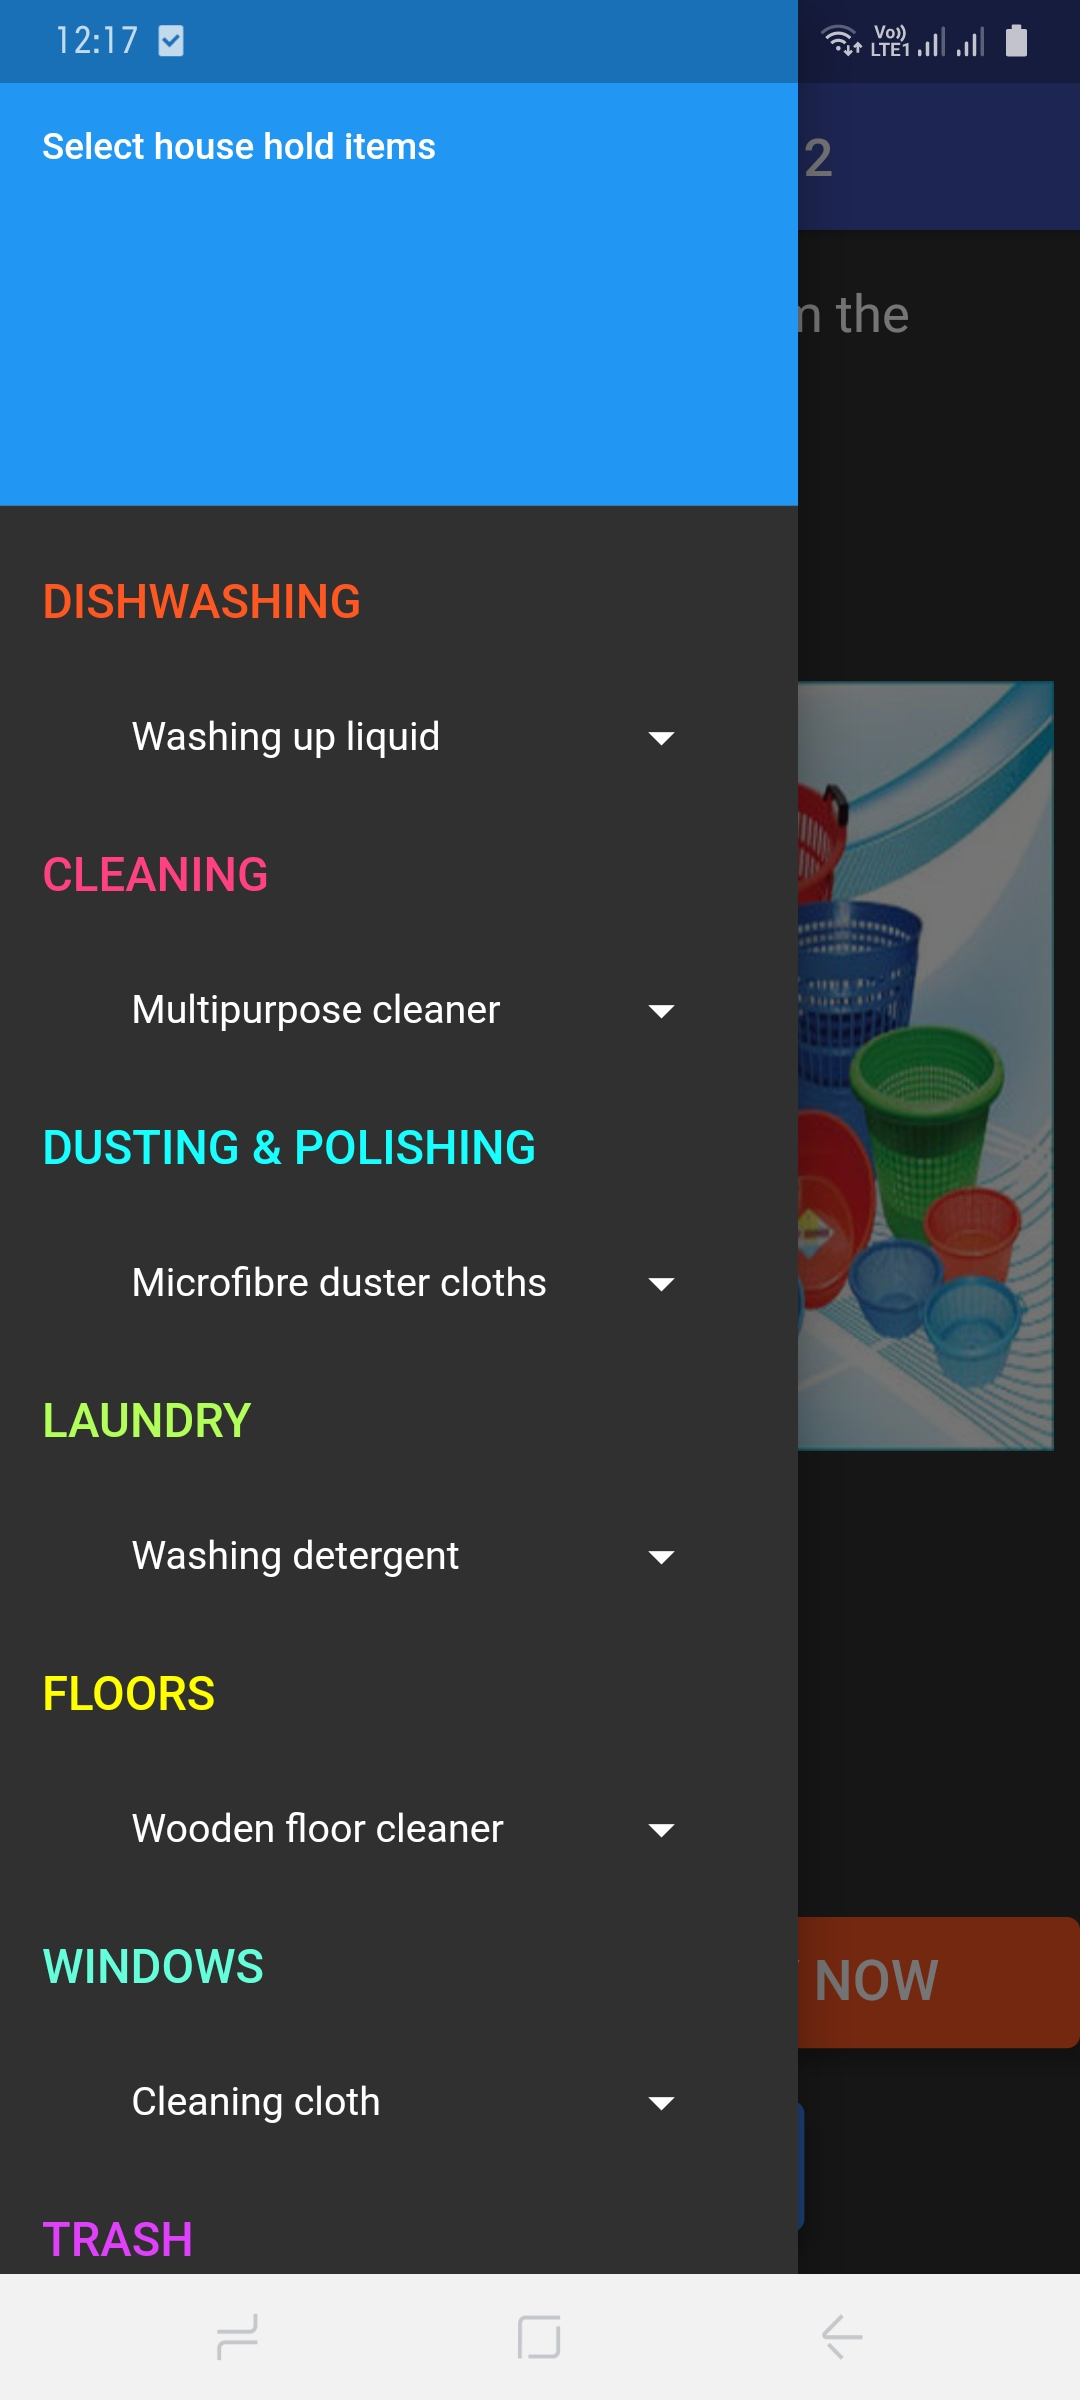 12:17
Vo))
LTE1
Select house hold items
2
the
DISHWASHING
Washing up liquid
CLEANING
Multipurpose cleaner
DUSTING & POLISHING
Microfibre duster cloths
LAUNDRY
Washing detergent
FLOORS
Wooden floor cleaner
WINDOWS
NOW
Cleaning cloth
TRASH